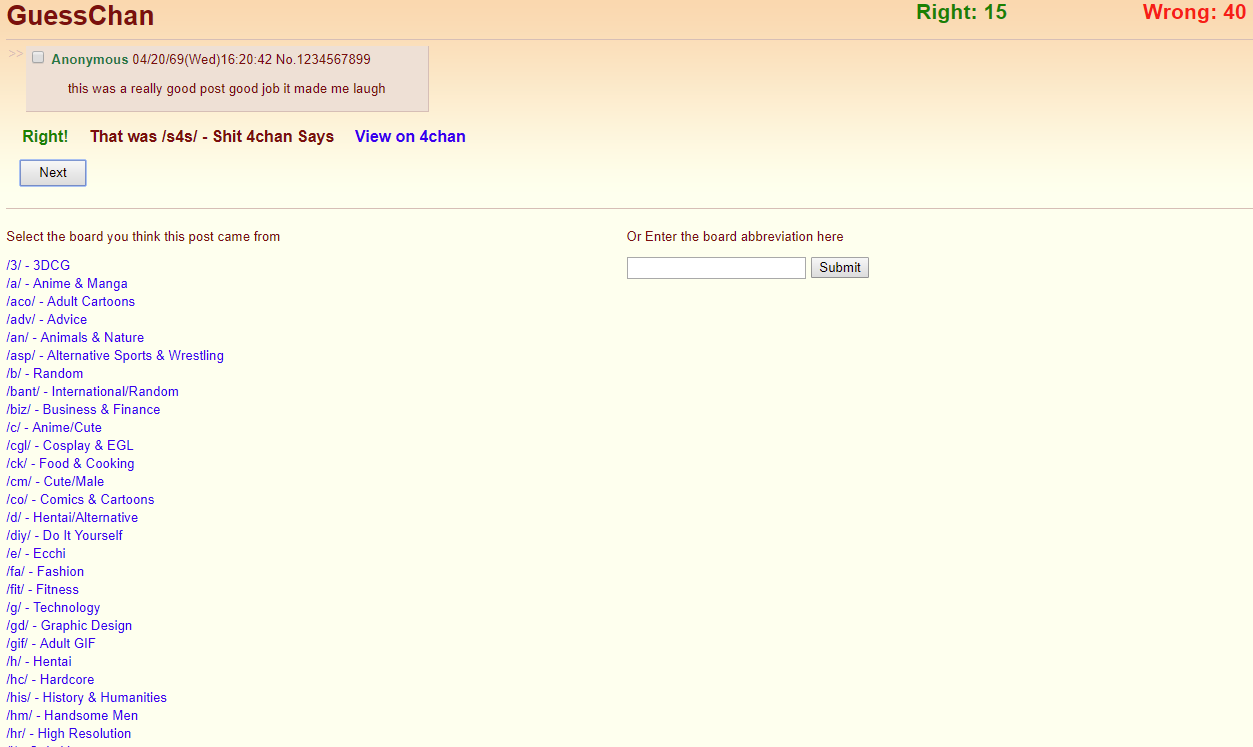 GuessChan
Right: 15
Wrong: 40
>>
Anonymous 04/20/69(Wed)16:20:42 No.1234567899
this was a really good post good job it made me laugh
Right! That was /s4s/ - Shit 4chan Says View on 4chan
Next
Select the board you think this post came from
Or Enter the board abbreviation here
Submit
/3/ - 3DCG
/a/ - Anime & Manga
/aco/ - Adult Cartoons
/adv/ - Advice
/an/ - Animals & Nature
/asp/ - Alternative Sports & Wrestling
/b/ - Random
/bant/ - International/Random
/biz/ - Business & Finance
/c/ - Anime/Cute
/cgl/ - Cosplay & EGL
/ck/ - Food & Cooking
/cm/ - Cute/Male
/co/ - Comics & Cartoons
/d/ - Hentai/Alternative
/diy/ - Do It Yourself
/e/ - Ecchi
/fa/ - Fashion
/fit/ - Fitness
/g/ - Technology
/gd/ - Graphic Design
/gif/ - Adult GIF
/h/ - Hentai
/hc/ - Hardcore
/his/ - History & Humanities
/hm/ - Handsome Men
/hr/ - High Resolution